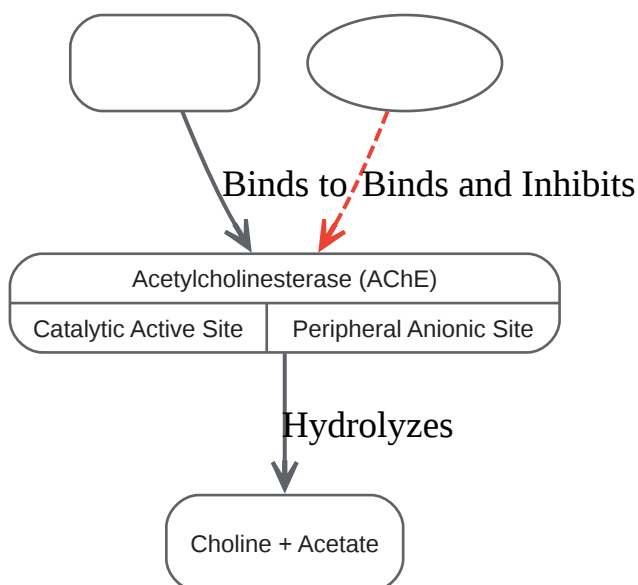 Binds to
Binds and Inhibits
Acetylcholinesterase (AChE)
Catalytic Active Site
Peripheral Anionic Site
Hydrolyzes
Choline + Acetate